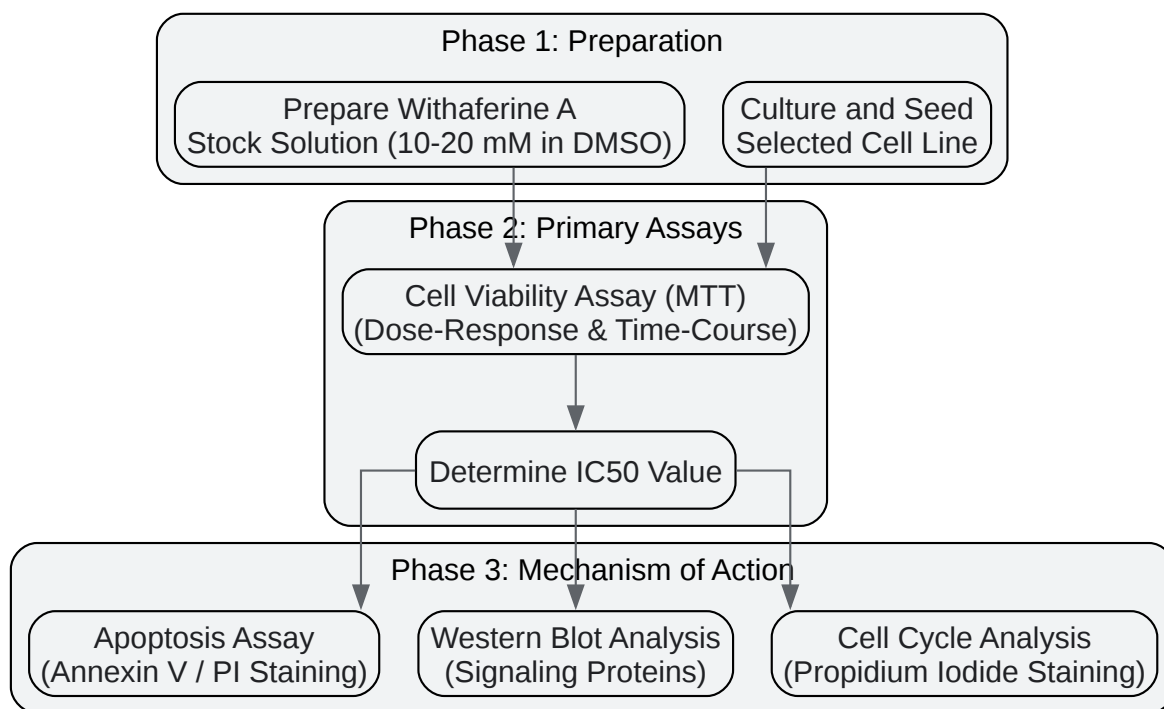 Phase 1: Preparation
Prepare Withaferine A
Stock Solution (10-20 mM in DMSO)
Culture and Seed
Selected Cell Line
Phase 2: Primary Assays
Cell Viability Assay (MTT)
(Dose-Response & Time-Course)
Determine IC50 Value
Phase 3: Mechanism of Action
Apoptosis Assay
(Annexin V / PI Staining)
Western Blot Analysis
(Signaling Proteins)
Cell Cycle Analysis
(Propidium Iodide Staining)